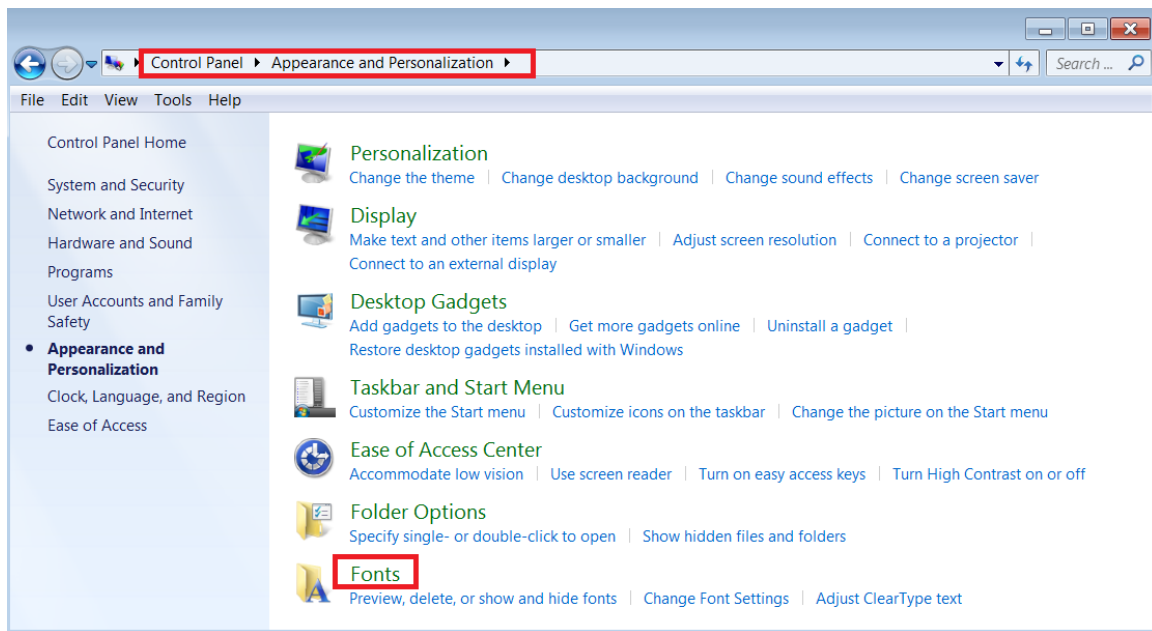 Control Panel Appearance and Personalization
Search ...
File Edit View Tools Help
Control Panel Home
System and Security
Network and Internet
Hardware and Sound
Programs
User Accounts and Family
Safety
Appearance and
Personalization
Clock, Language, and Region
Ease of Access
Personalization
Change the theme Change desktop background Change sound effects Change screen saver
Display
Make text and other items larger or smaller Adjust screen resolution Connect to a projector
Connect to an external display
Desktop Gadgets
Add gadgets to the desktop Get more gadgets online Uninstall a gadget
Restore desktop gadgets installed with Windows
Taskbar and Start Menu
Customize the Start menu Customize icons on the taskbar Change the picture on the Start menu
Ease of Access Center
Accommodate low vision Use screen reader Turn on easy access keys Turn High Contrast on or off
Folder Options
Specify single- or double-click to open Show hidden files and folders
Fonts
Preview, delete, or show and hide fonts Change Font Settings Adjust ClearType text